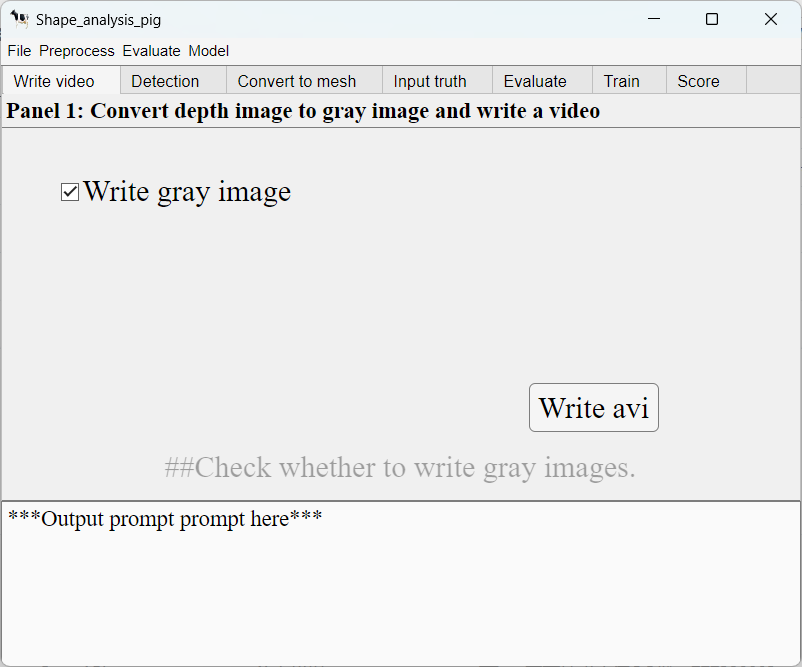 Shape_analysis_pig
File Preprocess Evaluate Model
Write video Detection Convert to mesh Input truth Evaluate Train Score
Panel 1: Convert depth image to gray image and write a video
Write gray image
Write avi
##Check whether to write gray images.
***Output prompt prompt here***